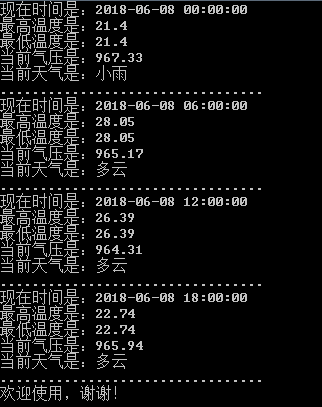 现在时间是: 2018-06-08 00:00:00
最高温度是: 21.4
最低温度是: 21.4
当前气压是: 967.33
当前天气是: 小雨
--------------------------------
现在时间是: 2018-06-08 06:00:00
最高温度是: 28.05
最低温度是: 28.05
当前气压是: 965.17
当前天气是: 多云
--------------------------------
现在时间是: 2018-06-08 12:00:00
最高温度是: 26.39
最低温度是: 26.39
当前气压是: 964.31
当前天气是: 多云
--------------------------------
现在时间是: 2018-06-08 18:00:00
最高温度是: 22.74
最低温度是: 22.74
当前气压是: 965.94
当前天气是: 多云
--------------------------------
欢迎使用，谢谢!